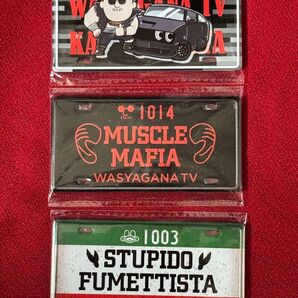 WASYAGANA TV
1014
MUSCLE
MAFIA
WASYAGANA TV
1003
STUPIDO
FUMETTISTA